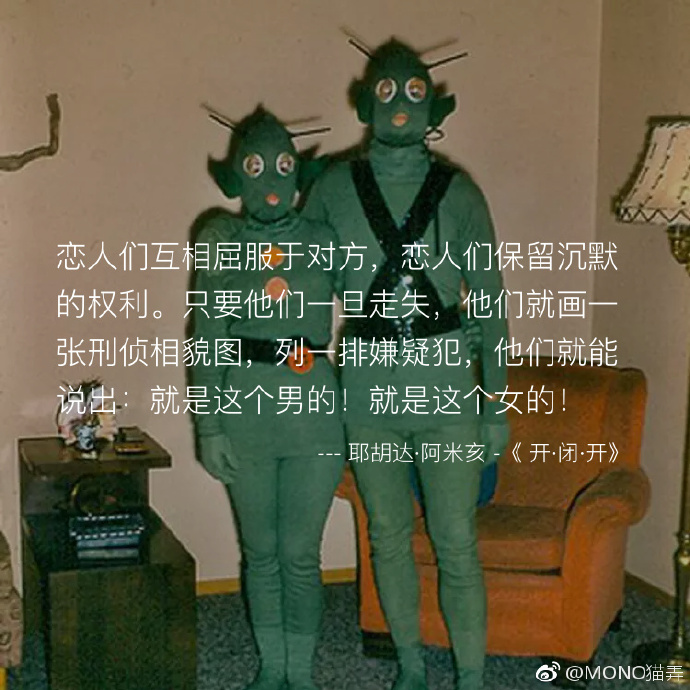 恋人们互相屈服于对方，恋人们保留沉默
的权利。只要他们一旦走失，他们就画一
张刑侦相貌图，列一排嫌疑犯，他们就能
说出：就是这个男的！就是这个女的！
--- 耶胡达·阿米亥 -《 开·闭·开》
@MONO猫弄